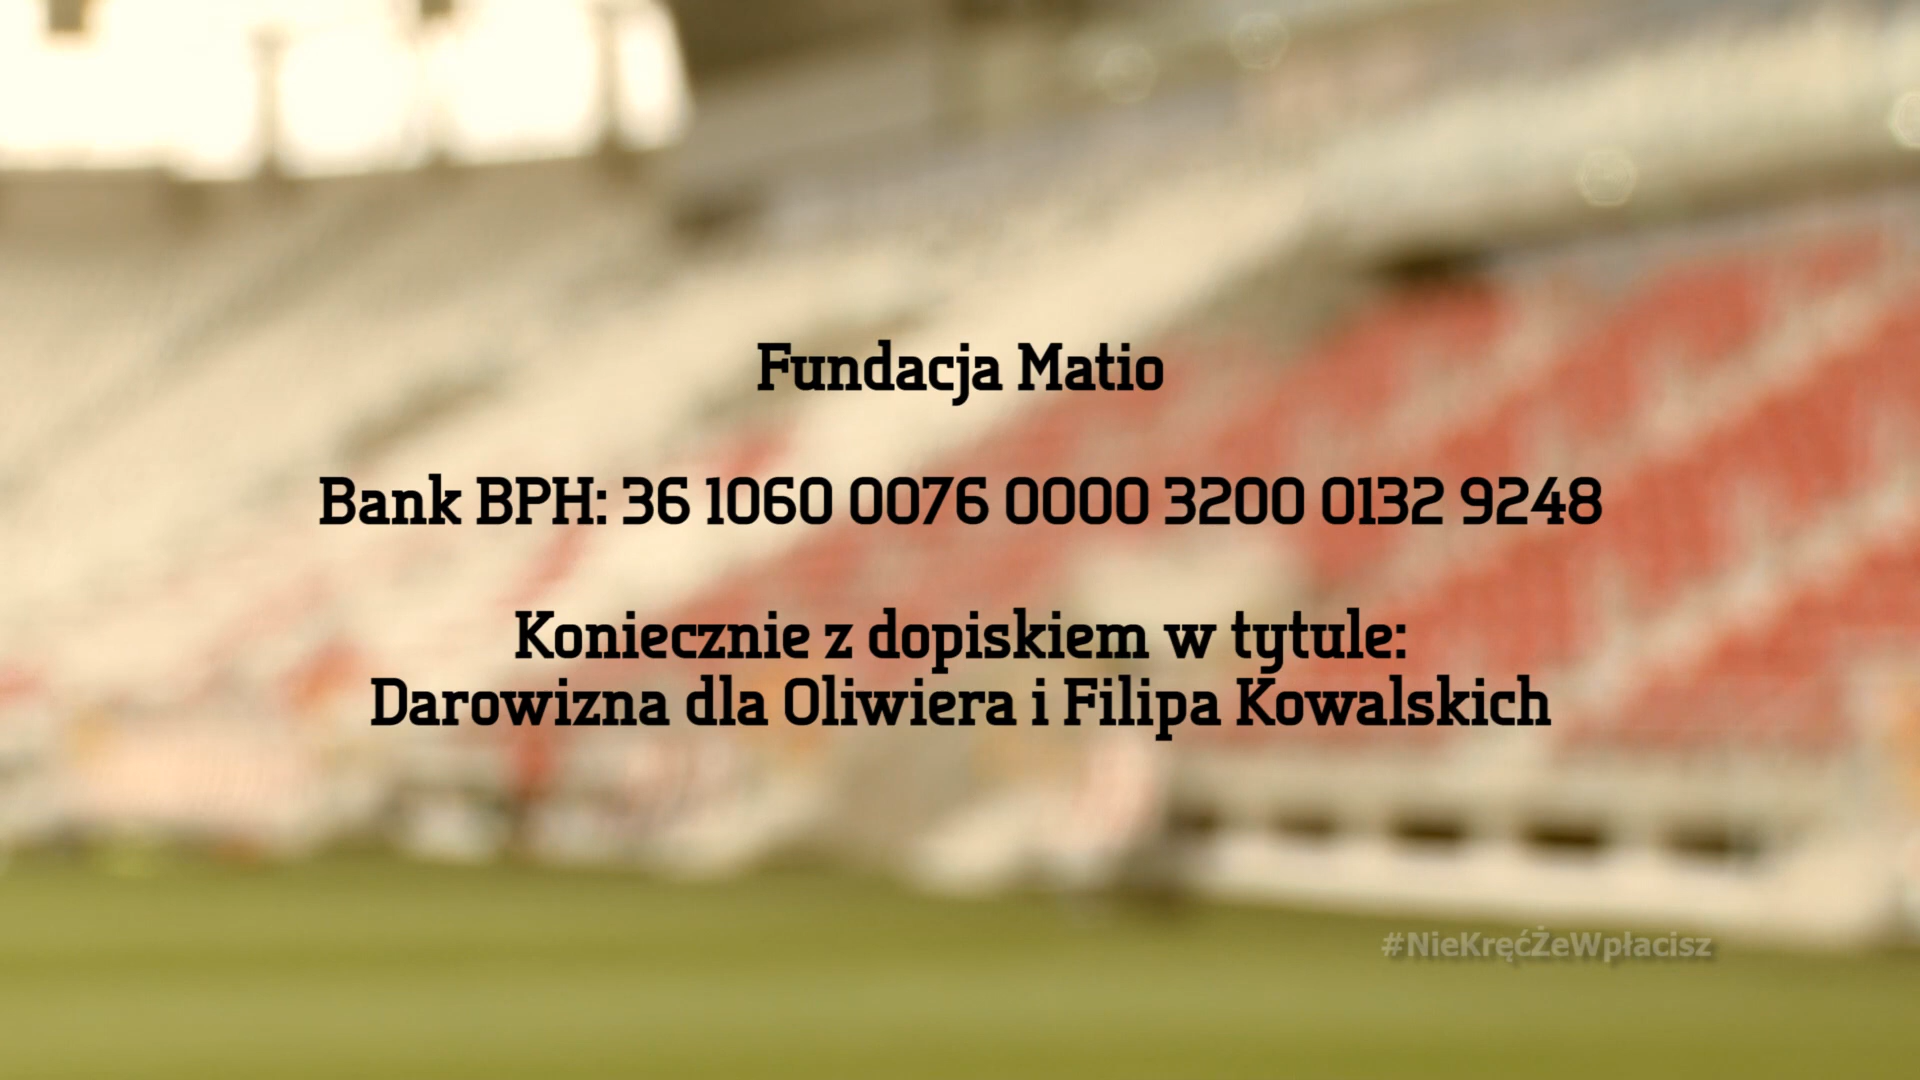 Fundacja Matio
Bank BPH: 36 1060 0076 0000 3200 0132 9248
Koniecznie z dopiskiem w tytule:
Darowizna dla Oliwiera i Filipa Kowalskich
#NieKręćŻeWpłacisz